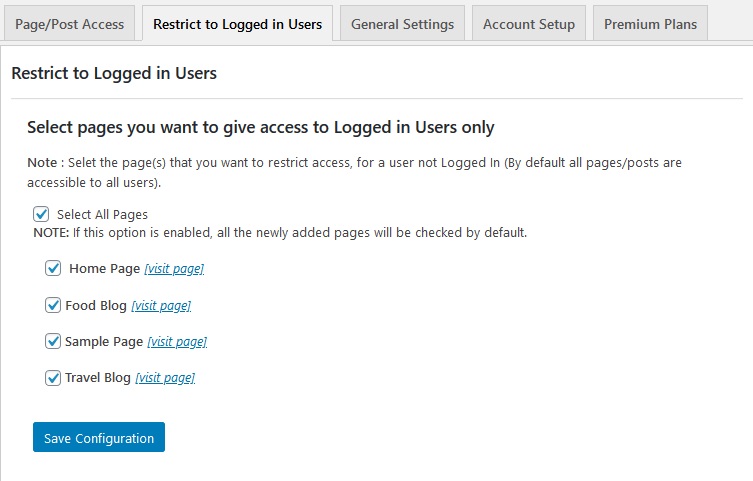 Page/Post Access Restrict to Logged in Users General Settings Account Setup Premium Plans
Restrict to Logged in Users
Select pages you want to give access to Logged in Users only
Note : Selet the page(s) that you want to restrict access, for a user not Logged In (By default all pages/posts are
accessible to all users).
Select All Pages
NOTE: If this option is enabled, all the newly added pages will be checked by default.
Home Page [visit page]
Food Blog [visit page]
Sample Page [visit page]
Travel Blog [visit page]
Save Configuration